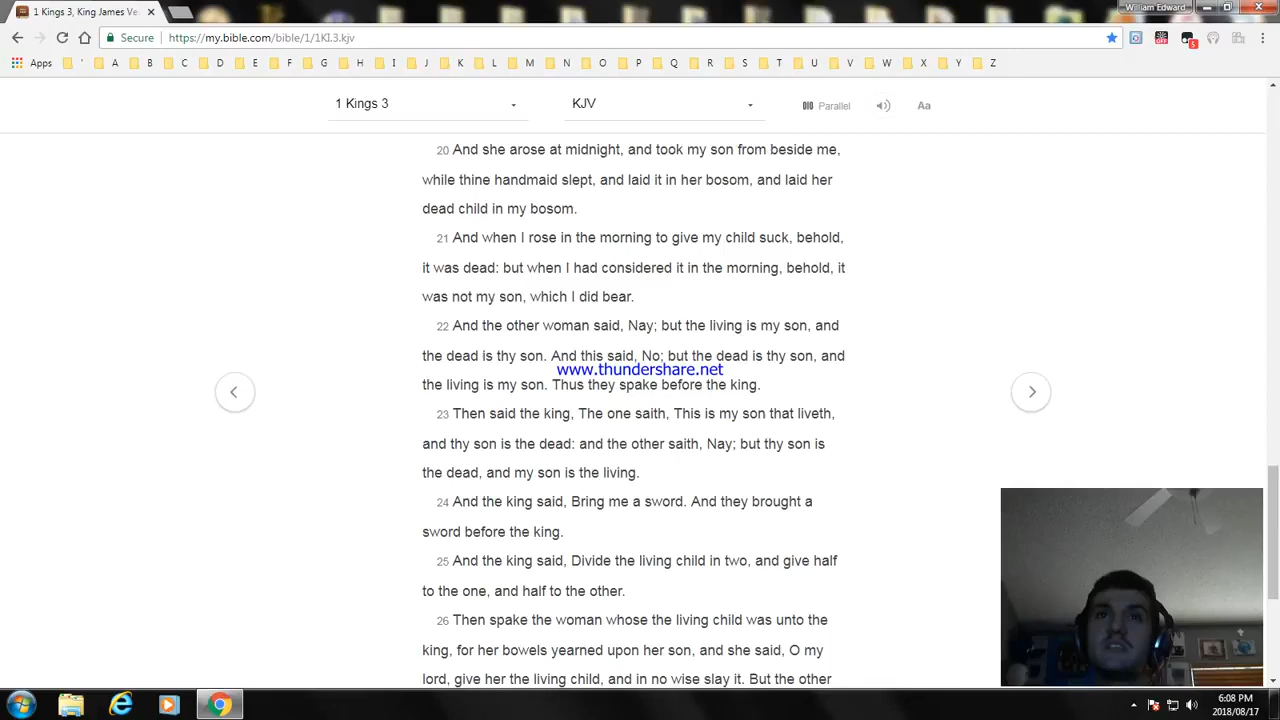 1 Kings 3, King James Ve
William Edward
Secure
https://my.bible.com/bible/1/1KI.3.kjv
OFF
5
Apps ' A B C D E F G H I J K L M N O P Q R S T U V W X Y Z
1 Kings 3
KJV
Parallel
Aa
20 And she arose at midnight, and took my son from beside me,
while thine handmaid slept, and laid it in her bosom, and laid her
dead child in my bosom.
21 And when I rose in the morning to give my child suck, behold,
it was dead: but when I had considered it in the morning, behold, it
was not my son, which I did bear.
22 And the other woman said, Nay; but the living is my son, and
the dead is thy son. And this said, No; but the dead is thy son, and
www.thundershare.net
the living is my son. Thus they spake before the king.
23 Then said the king, The one saith, This is my son that liveth,
and thy son is the dead: and the other saith, Nay; but thy son is
the dead, and my son is the living.
24 And the king said, Bring me a sword. And they brought a
sword before the king.
25 And the king said, Divide the living child in two, and give half
to the one, and half to the other.
26 Then spake the woman whose the living child was unto the
king, for her bowels yearned upon her son, and she said, O my
lord, give her the living child, and in no wise slay it. But the other
6:08 PM
2018/08/17